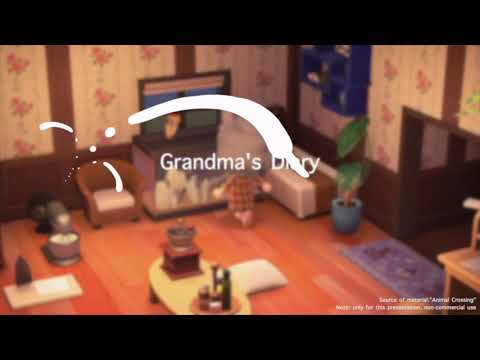 Grandma's Diary
Source of material:"Animal Crossing"
Note: only for this presentation, non-commercial use